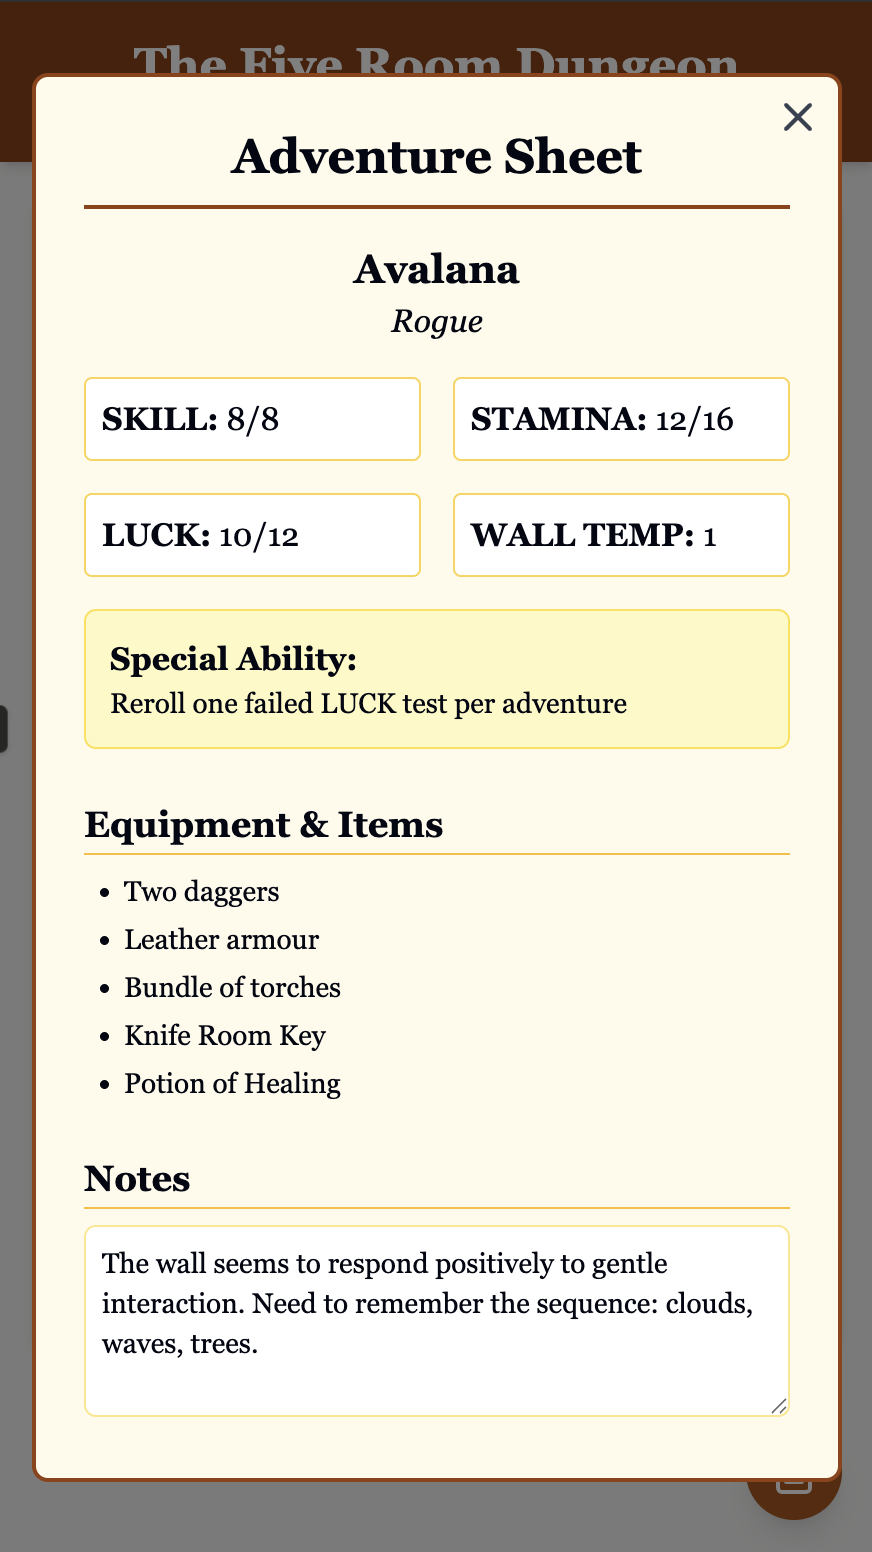 The Five Room Dungeon
Adventure Sheet
Avalana
Rogue
SKILL: 8/8
STAMINA: 12/16
LUCK: 10/12
WALL TEMP: 1
Special Ability:
Reroll one failed LUCK test per adventure
Equipment & Items
• Two daggers
• Leather armour
• Bundle of torches
• Knife Room Key
• Potion of Healing
Notes
The wall seems to respond positively to gentle
interaction. Need to remember the sequence: clouds,
waves, trees.